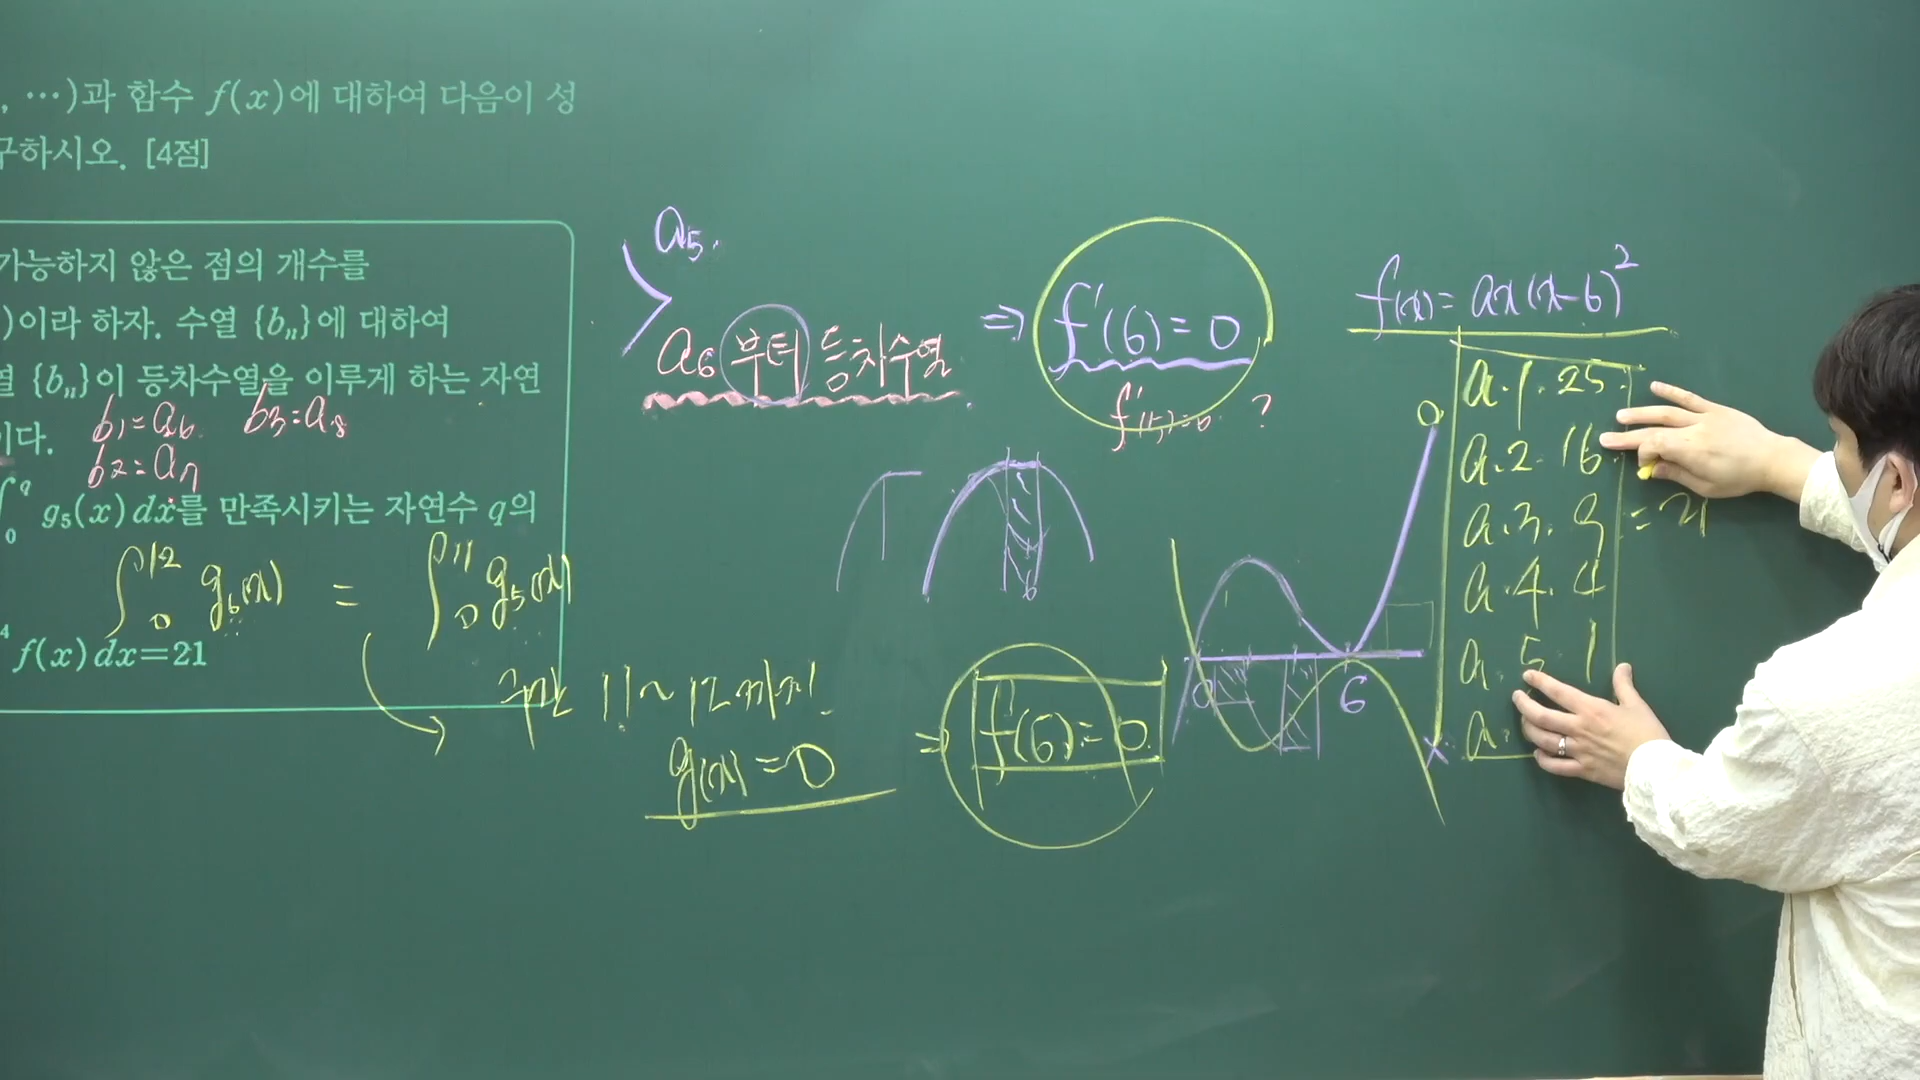 , …)과 함수 f(x)에 대하여 다음이 성
구하시오. [4점]
가능하지 않은 점의 개수를
)이라 하자. 수열 {bₙ}에 대하여
열 {bₙ}이 등차수열을 이루게 하는 자연
이다.
b₁=a₆ b₃=a₈
b₂=a₇
∫₀^q g₅(x)dx를 만족시키는 자연수 q의
∫₀¹² g₆(x) = ∫₀¹¹ g₅(x)
⁴ f(x)dx=21
구간 11~12까지
g(x)=0
⇒ f'(6)=0.
a₅.
a₆부터 등차수열.
⇒ f'(6)=0
?
6
0
6
x
f(x)=ax(x-6)²
a·1·25
a·2·16
a·3·9 = 21
a·4·4
a·5·1
a·